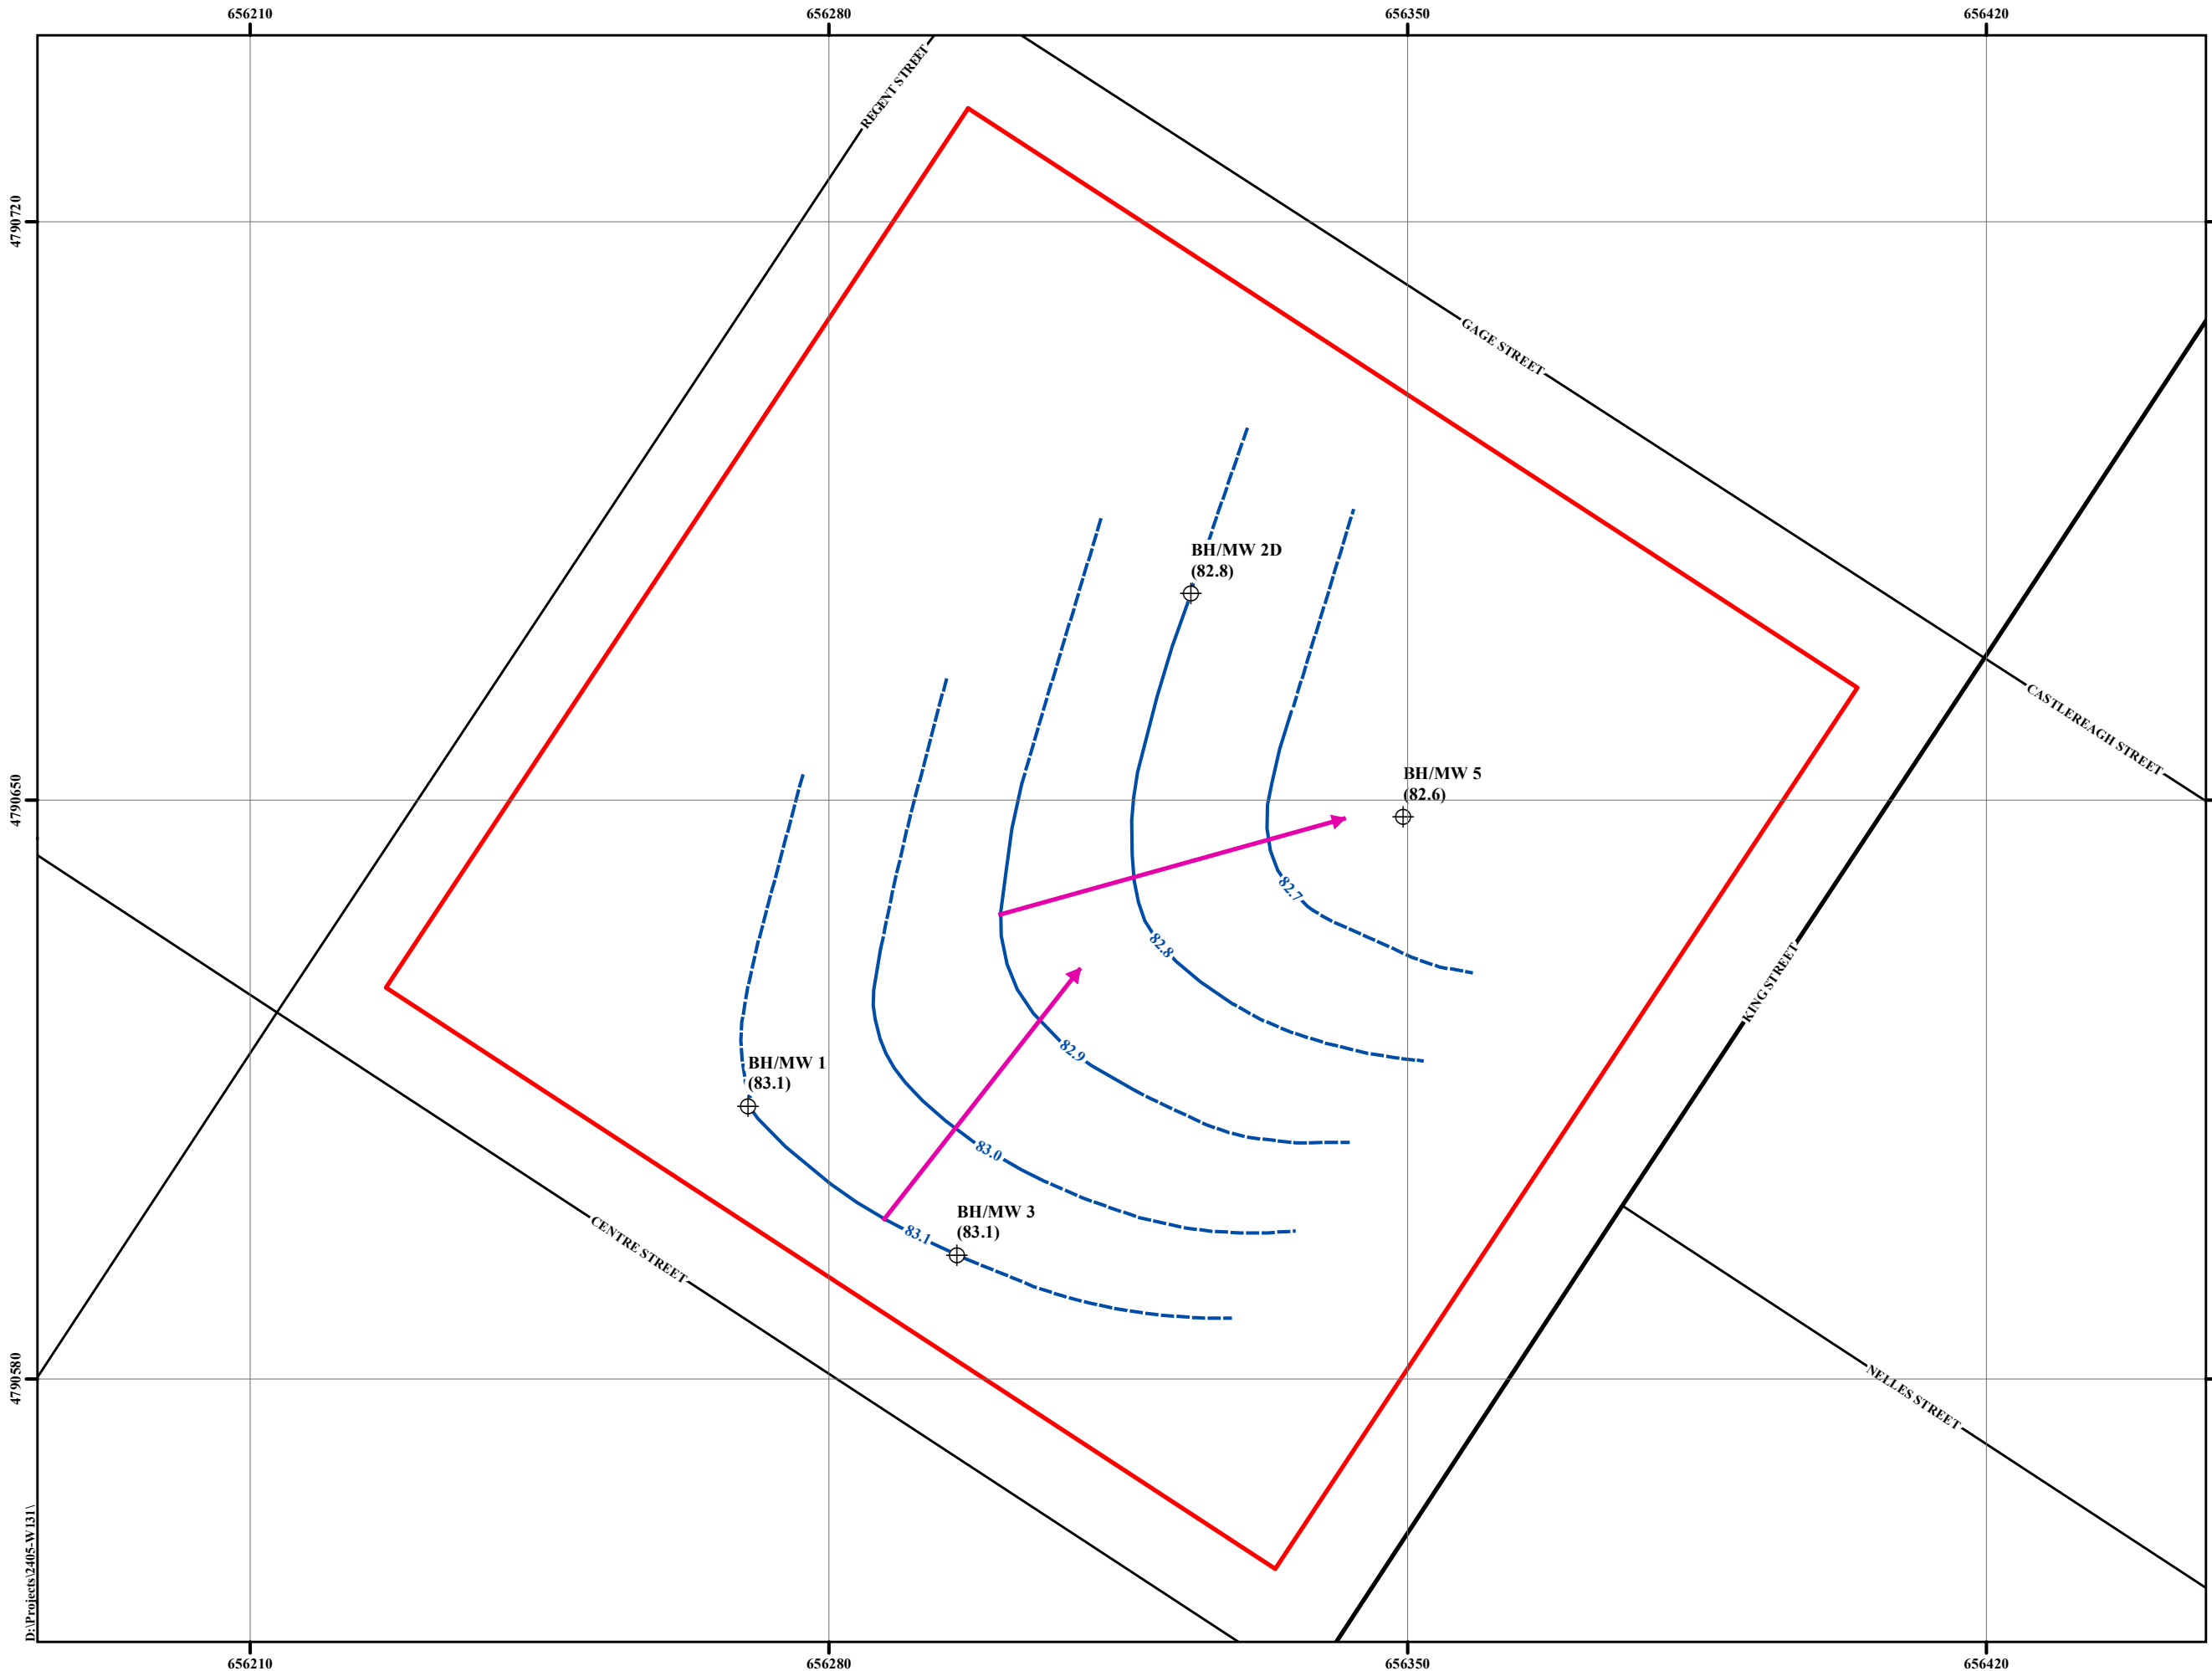 656210
656280
656350
656420
REGENT STREET
4790720
GAGE STREET
BH/MW 2D
(82.8)
CASTLEREAGH STREET
4790650
BH/MW 5
(82.6)
82.7
82.8
KING STREET
82.9
BH/MW 1
(83.1)
83.0
BH/MW 3
(83.1)
83.1
CENTRE STREET
4790580
NELLES STREET
D:\Projects\2405-W131\
656210
656280
656350
656420